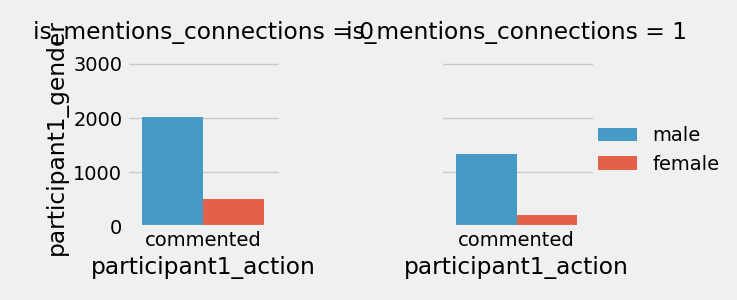 is_mentions_connections = 0
is_mentions_connections = 1
participant1_gender
3000
2000
1000
0
commented
commented
participant1_action
participant1_action
male
female